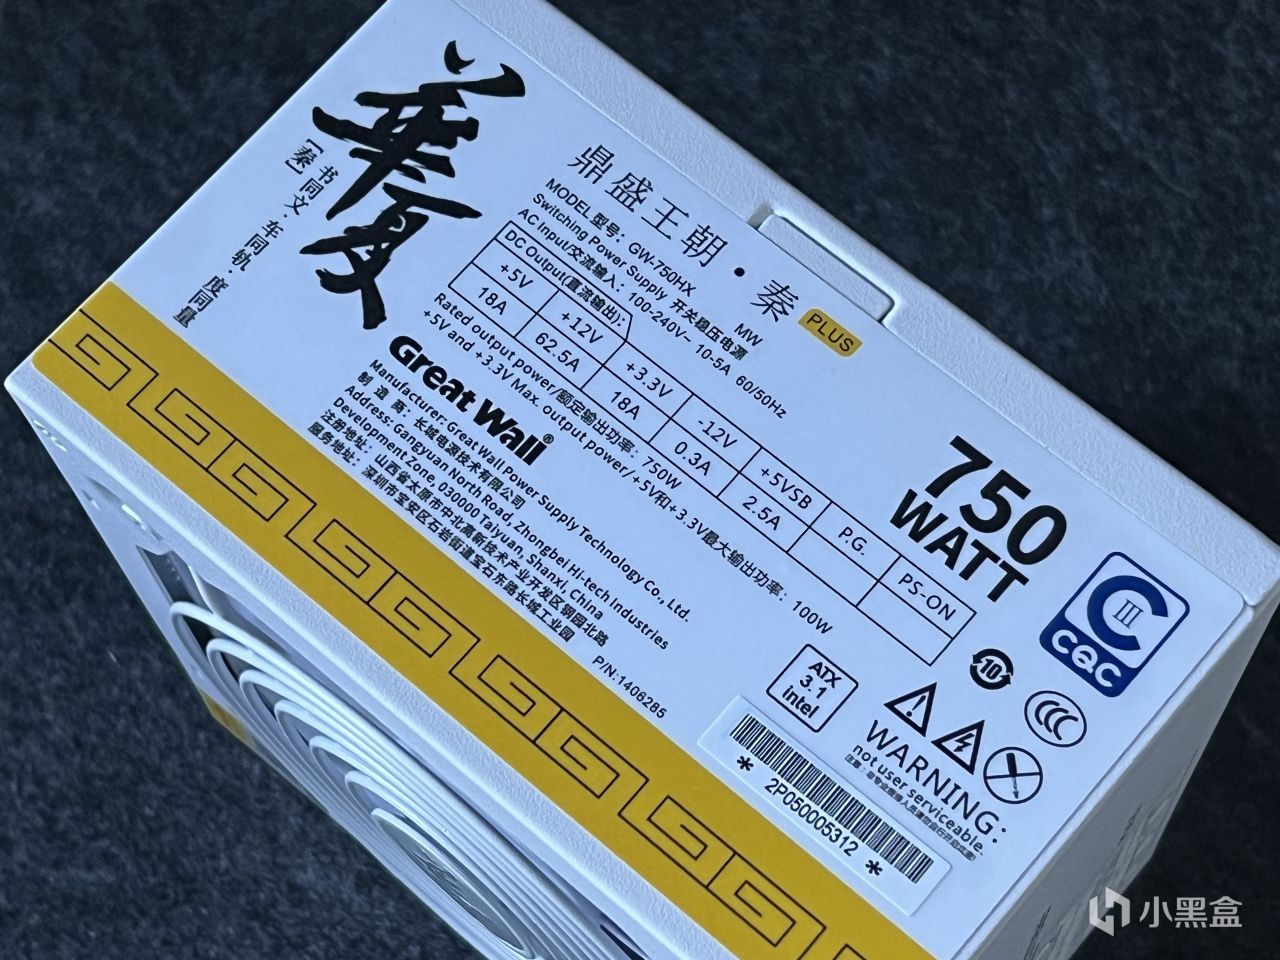 華夏
书同文·车同轨·度同量
【秦】
鼎盛王朝·秦 PLUS
MODEL 型号: GW-750HX MW
Switching Power Supply 开关稳压电源
AC Input/交流输入: 100-240V~ 10-5A 60/50Hz
DC Output(直流输出):
+5V +12V +3.3V -12V +5VSB P.G. PS-ON
18A 62.5A 18A 0.3A 2.5A
Rated output power/额定输出功率: 750W
+5V and +3.3V Max. output power/+5V和+3.3V最大输出功率: 100W
Great Wall®
Manufacturer: Great Wall Power Supply Technology Co., Ltd.
制 造 商: 长城电源技术有限公司
Address: Gangyuan North Road, Zhongbei Hi-tech Industries
Development Zone, 030000 Taiyuan, Shanxi, China
注册地址: 山西省太原市中北高新技术产业开发区钢园北路
服务地址: 深圳市宝安区石岩街道宝石东路长城工业园
P/N:1406285
750
WATT
C III
CQC
10
CCC
ATX
3.1
intel
WARNING:
not user serviceable.
* 2P050005312 *
小黑盒